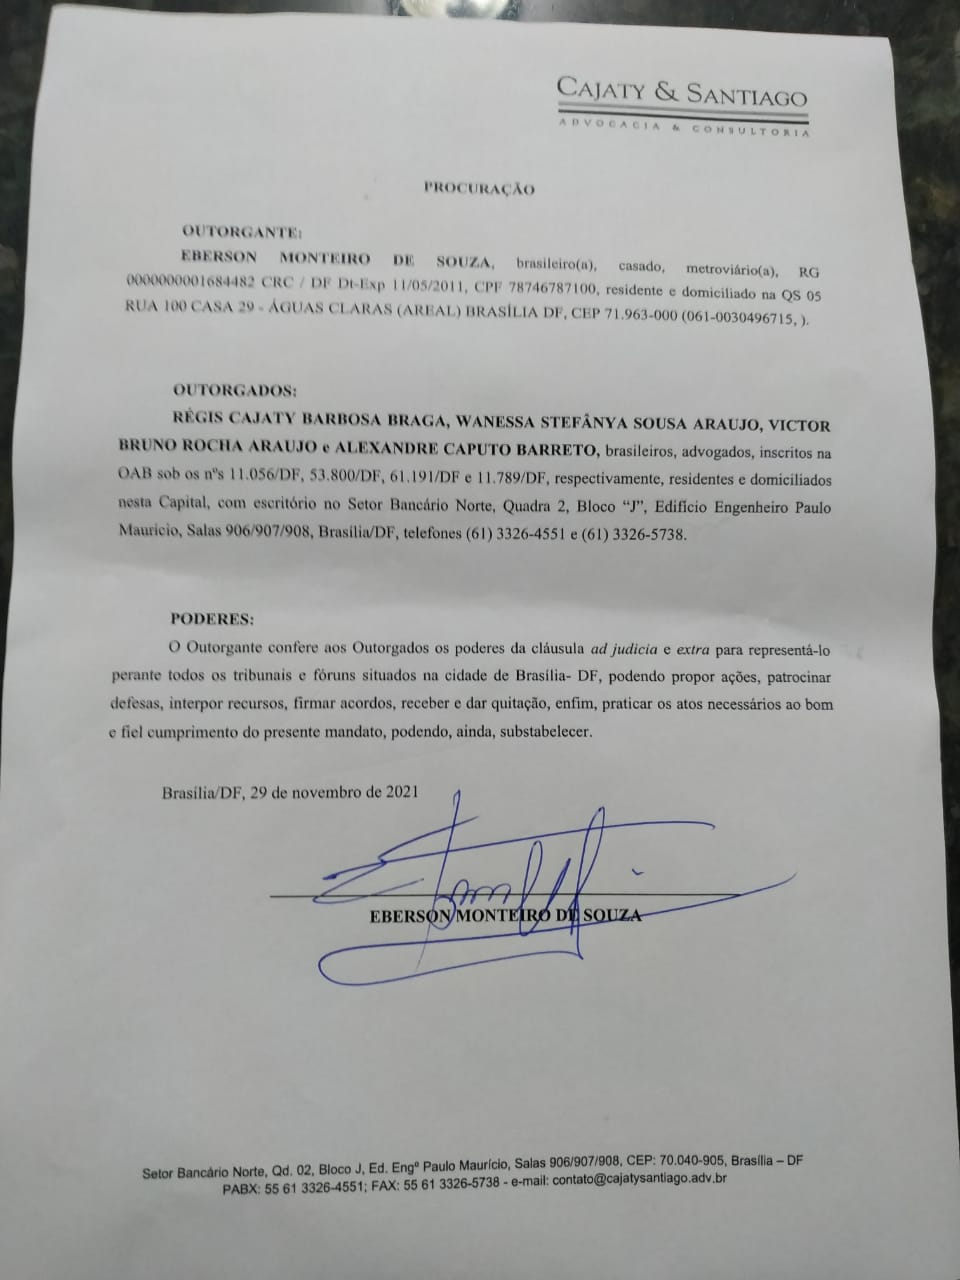 CAJATY & SANTIAGO
ADVOCACIA & CONSULTORIA
PROCURAÇÃO
OUTORGANTE:
EBERSON MONTEIRO DE SOUZA, brasileiro(a), casado, metroviário(a), RG
0000000001684482 CRC / DF Dt-Exp 11/05/2011, CPF 78746787100, residente e domiciliado na QS 05
RUA 100 CASA 29 - ÁGUAS CLARAS (AREAL) BRASÍLIA DF, CEP 71.963-000 (061-0030496715, ).
OUTORGADOS:
RÉGIS CAJATY BARBOSA BRAGA, WANESSA STEFÂNYA SOUSA ARAUJO, VICTOR
BRUNO ROCHA ARAUJO e ALEXANDRE CAPUTO BARRETO, brasileiros, advogados, inscritos na
OAB sob os nºs 11.056/DF, 53.800/DF, 61.191/DF e 11.789/DF, respectivamente, residentes e domiciliados
nesta Capital, com escritório no Setor Bancário Norte, Quadra 2, Bloco “J”, Edifício Engenheiro Paulo
Maurício, Salas 906/907/908, Brasília/DF, telefones (61) 3326-4551 e (61) 3326-5738.
PODERES:
O Outorgante confere aos Outorgados os poderes da cláusula ad judicia e extra para representá-lo
perante todos os tribunais e fóruns situados na cidade de Brasília- DF, podendo propor ações, patrocinar
defesas, interpor recursos, firmar acordos, receber e dar quitação, enfim, praticar os atos necessários ao bom
e fiel cumprimento do presente mandato, podendo, ainda, substabelecer.
Brasília/DF, 29 de novembro de 2021
EBERSON MONTEIRO DE SOUZA
Setor Bancário Norte, Qd. 02, Bloco J, Ed. Engº Paulo Maurício, Salas 906/907/908, CEP: 70.040-905, Brasília – DF
PABX: 55 61 3326-4551; FAX: 55 61 3326-5738 - e-mail: contato@cajatysantiago.adv.br